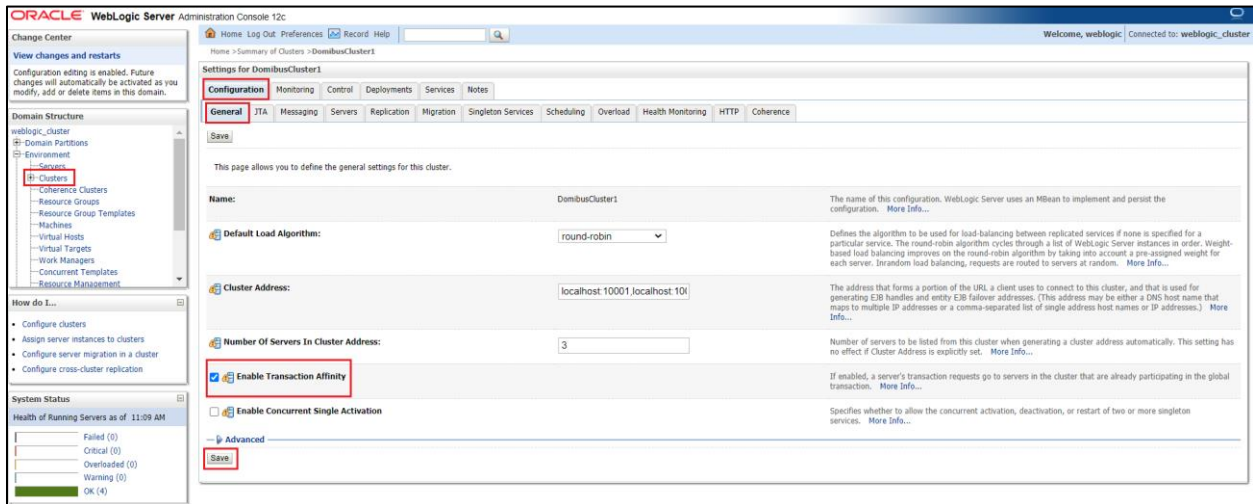 ORACLE WebLogic Server Administration Console 12c
Change Center
View changes and restarts
Configuration editing is enabled. Future
changes will automatically be activated as you
modify, add or delete items in this domain.
Domain Structure
weblogic_cluster
Domain Partitions
Environment
Servers
Clusters
Coherence Clusters
Resource Groups
Resource Group Templates
Machines
Virtual Hosts
Virtual Targets
Work Managers
Concurrent Templates
Resource Management
How do I...
Configure clusters
Assign server instances to clusters
Configure server migration in a cluster
Configure cross-cluster replication
System Status
Health of Running Servers as of 11:09 AM
Failed (0)
Critical (0)
Overloaded (0)
Warning (0)
OK (4)
Home Log Out Preferences Record Help
Welcome, weblogic Connected to: weblogic_cluster
Home >Summary of Clusters >DomibusCluster1
Settings for DomibusCluster1
Configuration Monitoring Control Deployments Services Notes
General JTA Messaging Servers Replication Migration Singleton Services Scheduling Overload Health Monitoring HTTP Coherence
Save
This page allows you to define the general settings for this cluster.
Name: DomibusCluster1 The name of this configuration. WebLogic Server uses an MBean to implement and persist the
configuration. More Info...
Default Load Algorithm: round-robin Defines the algorithm to be used for load-balancing between replicated services if none is specified for a
particular service. The round-robin algorithm cycles through a list of WebLogic Server instances in order. Weight-
based load balancing improves on the round-robin algorithm by taking into account a pre-assigned weight for
each server. Inrandom load balancing, requests are routed to servers at random. More Info...
Cluster Address: localhost:10001,localhost:10( The address that forms a portion of the URL a client uses to connect to this cluster, and that is used for
generating EJB handles and entity EJB failover addresses. (This address may be either a DNS host name that
maps to multiple IP addresses or a comma-separated list of single address host names or IP addresses.) More
Info...
Number Of Servers In Cluster Address: 3 Number of servers to be listed from this cluster when generating a cluster address automatically. This setting has
no effect if Cluster Address is explicitly set. More Info...
Enable Transaction Affinity If enabled, a server's transaction requests go to servers in the cluster that are already participating in the global
transaction. More Info...
Enable Concurrent Single Activation Specifies whether to allow the concurrent activation, deactivation, or restart of two or more singleton
services. More Info...
Advanced
Save